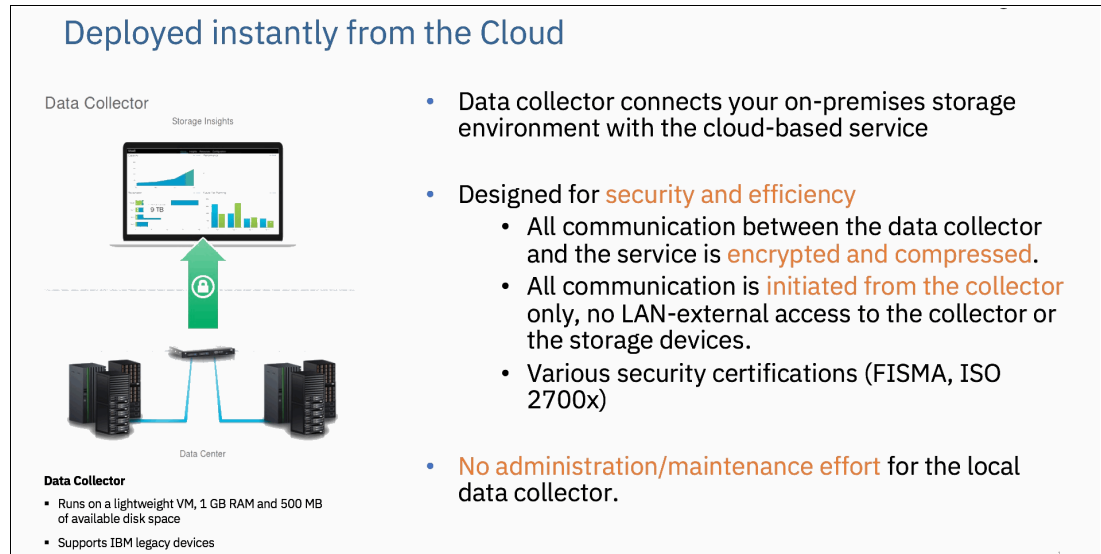 Deployed instantly from the Cloud
Data Collector
Storage Insights
9 TB
Data Center
Data Collector
▪ Runs on a lightweight VM, 1 GB RAM and 500 MB
of available disk space
▪ Supports IBM legacy devices
• Data collector connects your on-premises storage
environment with the cloud-based service
• Designed for security and efficiency
• All communication between the data collector
and the service is encrypted and compressed.
• All communication is initiated from the collector
only, no LAN-external access to the collector or
the storage devices.
• Various security certifications (FISMA, ISO
2700x)
• No administration/maintenance effort for the local
data collector.